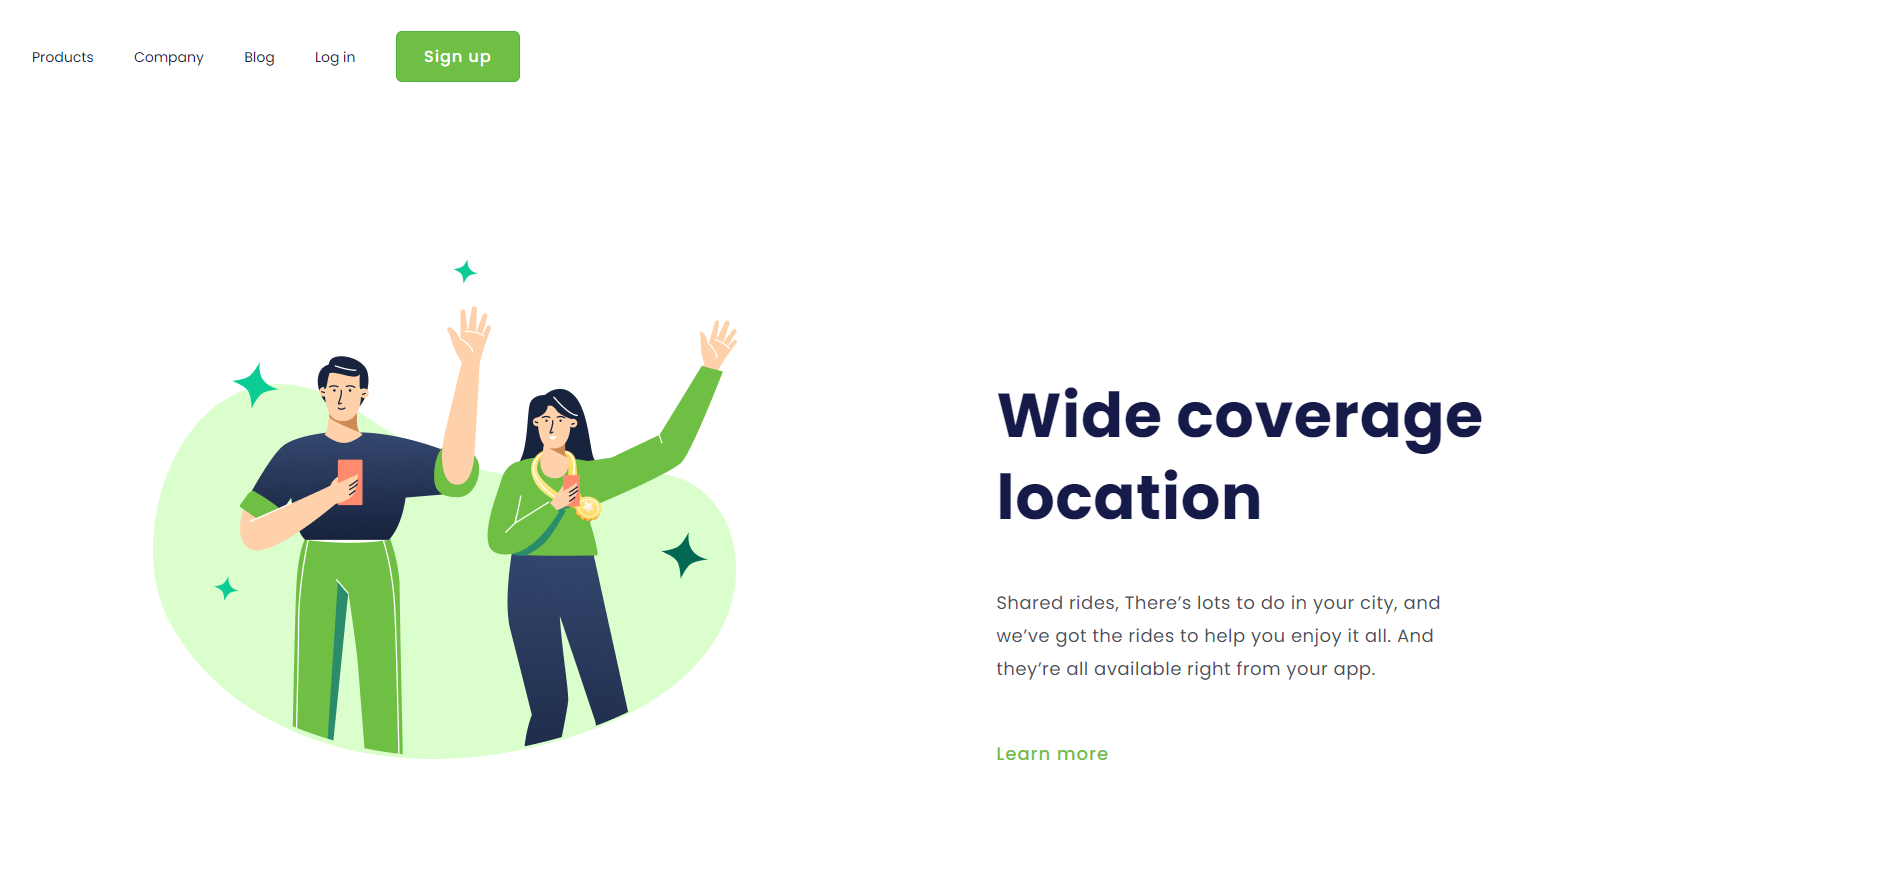 Products
Company
Blog
Log in
Sign up
Wide coverage
location
Shared rides, There’s lots to do in your city, and
we’ve got the rides to help you enjoy it all. And
they’re all available right from your app.
Learn more